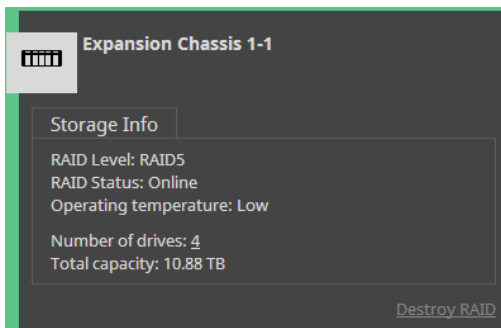 Expansion Chassis 1-1
Storage Info
RAID Level: RAID5
RAID Status: Online
Operating temperature: Low
Number of drives: 4
Total capacity: 10.88 TB
Destroy RAID